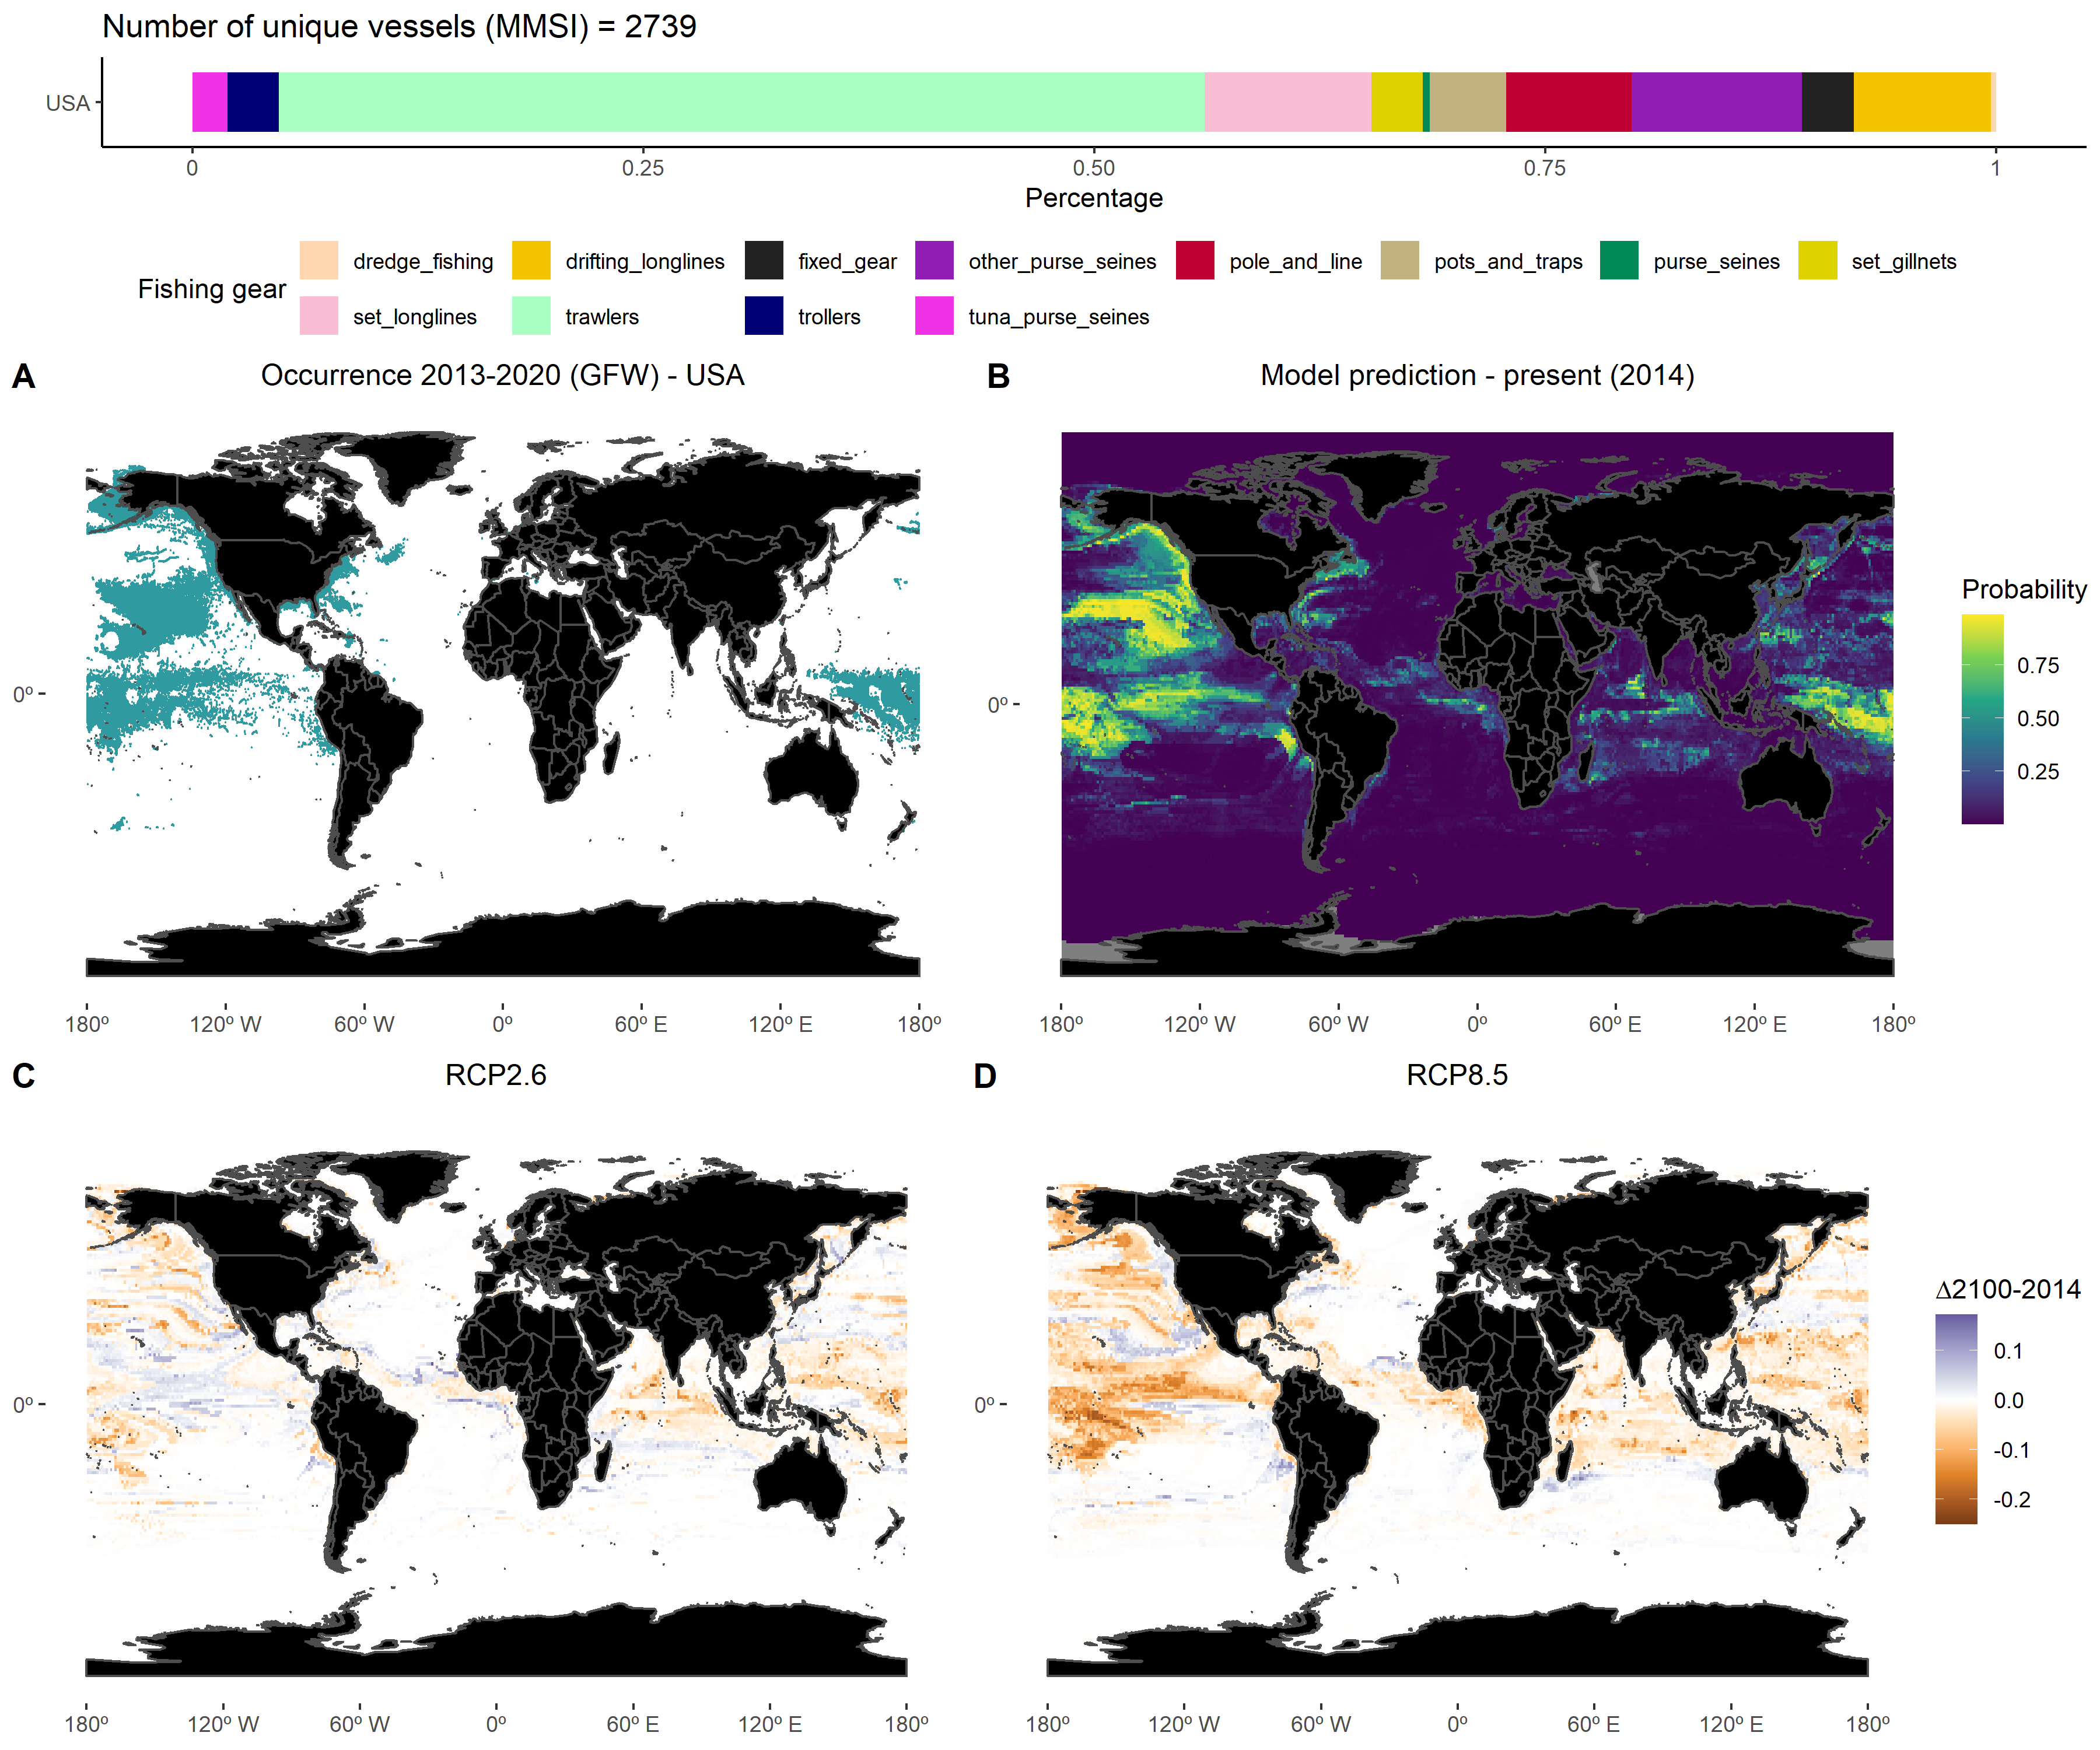 Number of unique vessels (MMSI) = 2739
USA
0 0.25 0.50 0.75 1
Percentage
Fishing gear
dredge_fishing drifting_longlines fixed_gear other_purse_seines pole_and_line pots_and_traps purse_seines set_gillnets
set_longlines trawlers trollers tuna_purse_seines
A Occurrence 2013-2020 (GFW) - USA
0º
180º 120º W 60º W 0º 60º E 120º E 180º
B Model prediction - present (2014)
0º
180º 120º W 60º W 0º 60º E 120º E 180º
Probability
0.75
0.50
0.25
C RCP2.6
0º
180º 120º W 60º W 0º 60º E 120º E 180º
D RCP8.5
0º
180º 120º W 60º W 0º 60º E 120º E 180º
Δ2100-2014
0.1
0.0
-0.1
-0.2